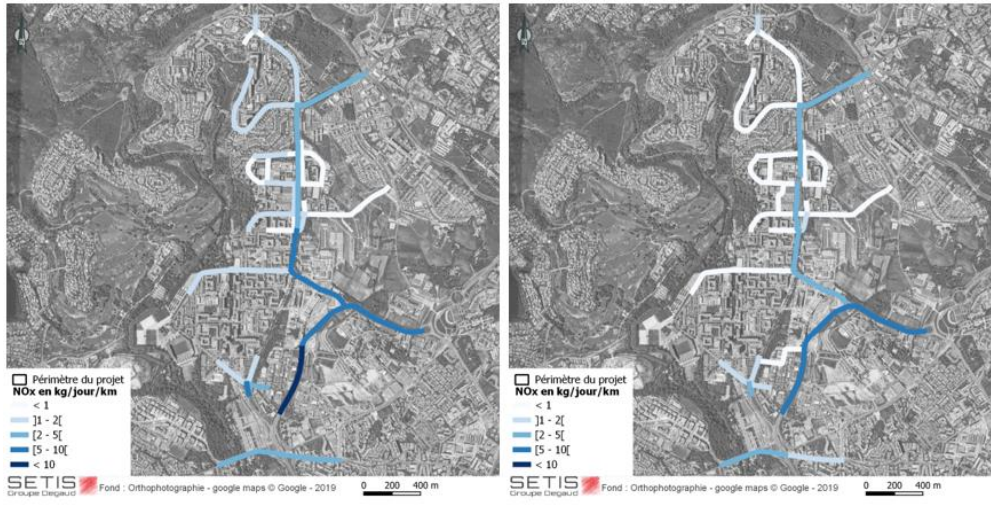 Périmètre du projet
NOx en kg/jour/km
< 1
]1 - 2[
[2 - 5[
[5 - 10[
< 10
SETIS
Groupe Degaud
Fond : Orthophotographie - google maps © Google - 2019
0 200 400 m
Périmètre du projet
NOx en kg/jour/km
< 1
]1 - 2[
[2 - 5[
[5 - 10[
< 10
SETIS
Groupe Degaud
Fond : Orthophotographie - google maps © Google - 2019
0 200 400 m